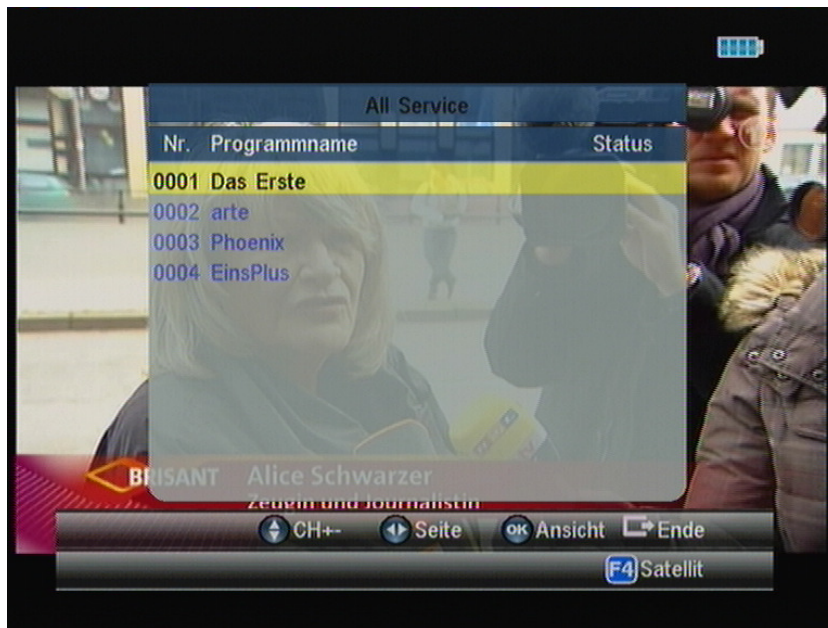 All Service
Nr. Programmname Status
0001 Das Erste
0002 arte
0003 Phoenix
0004 EinsPlus
BRISANT Alice Schwarzer
Zeugin und Journalistin
CH+- Seite OK Ansicht Ende
F4 Satellit